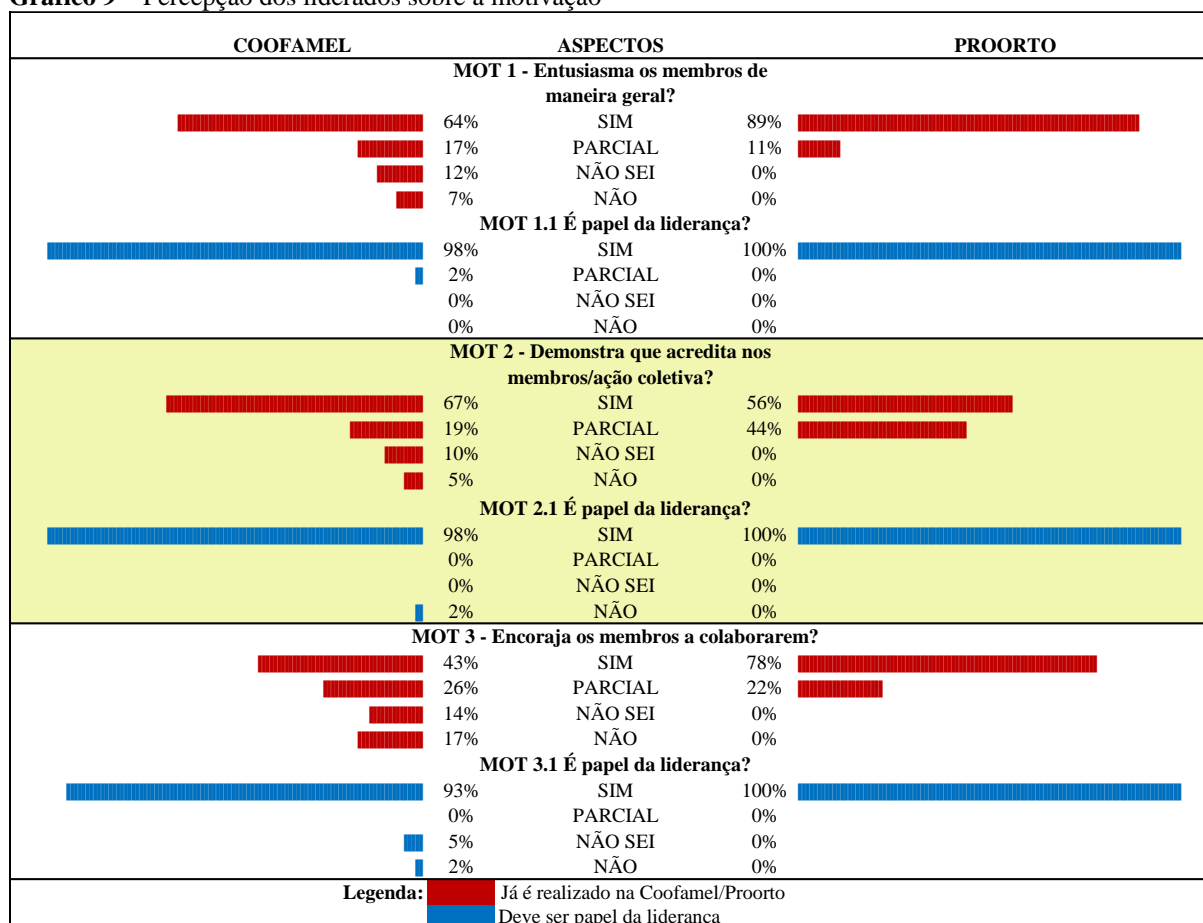 Gráfico 9 – Percepção dos liderados sobre a motivação
COOFAMEL ASPECTOS PROORTO
MOT 1 - Entusiasma os membros de
maneira geral?
64% SIM 89%
17% PARCIAL 11%
12% NÃO SEI 0%
7% NÃO 0%
MOT 1.1 É papel da liderança?
98% SIM 100%
2% PARCIAL 0%
0% NÃO SEI 0%
0% NÃO 0%
MOT 2 - Demonstra que acredita nos
membros/ação coletiva?
67% SIM 56%
19% PARCIAL 44%
10% NÃO SEI 0%
5% NÃO 0%
MOT 2.1 É papel da liderança?
98% SIM 100%
0% PARCIAL 0%
0% NÃO SEI 0%
2% NÃO 0%
MOT 3 - Encoraja os membros a colaborarem?
43% SIM 78%
26% PARCIAL 22%
14% NÃO SEI 0%
17% NÃO 0%
MOT 3.1 É papel da liderança?
93% SIM 100%
0% PARCIAL 0%
5% NÃO SEI 0%
2% NÃO 0%
Legenda: Já é realizado na Coofamel/Proorto
Deve ser papel da liderança